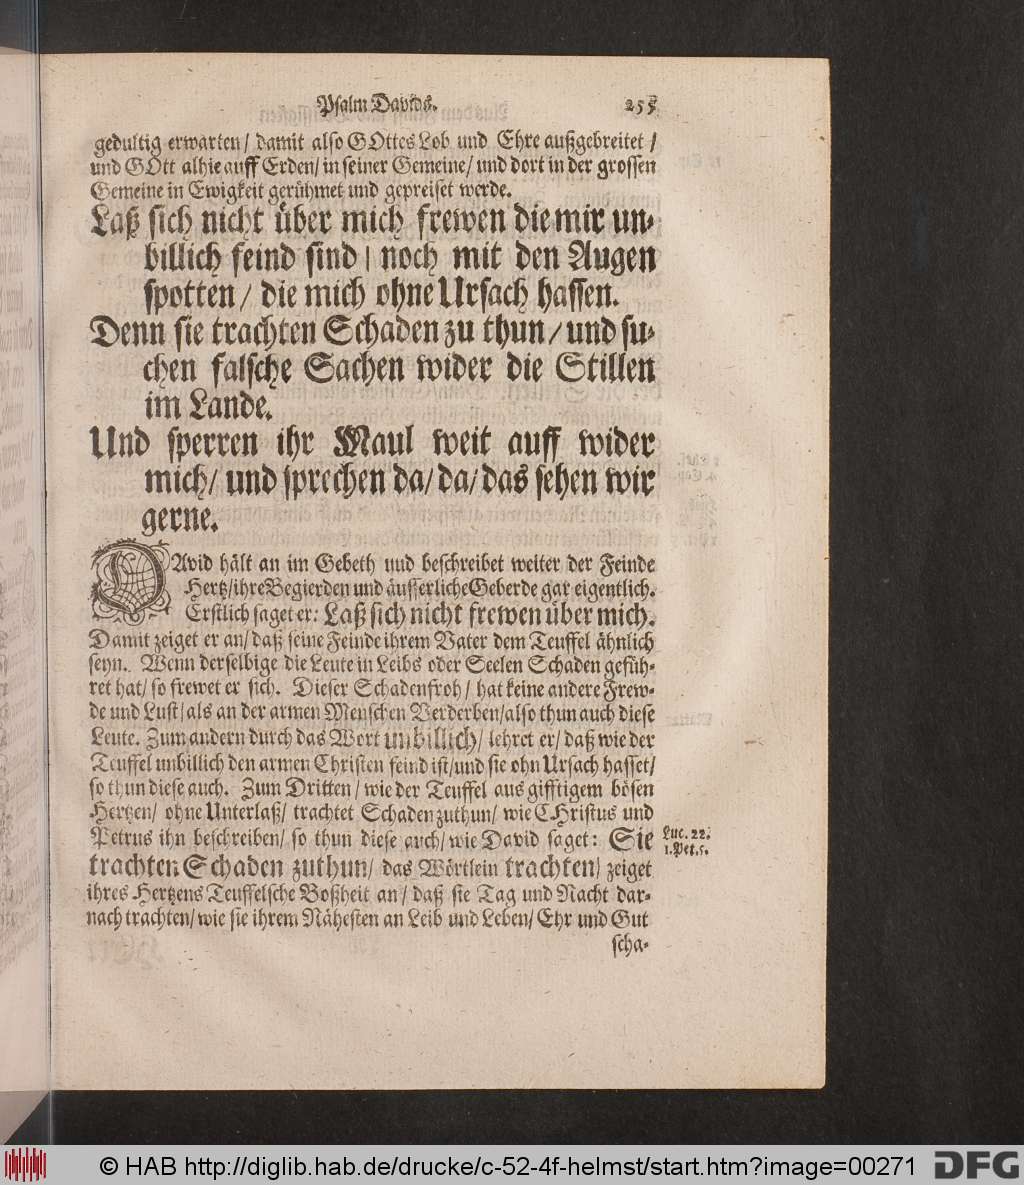 Psalm Davids. 255
gedultig erwarten/ damit also GOttes Lob und Ehre außgebreitet /
und GOtt alhie auff Erden/ in seiner Gemeine/ und dort in der grossen
Gemeine in Ewigkeit gerühmet und gepreiset werde.
Laß sich nicht über mich frewen die mir un-
billich feind sind / noch mit den Augen
spotten / die mich ohne Ursach hassen.
Denn sie trachten Schaden zu thun / und su-
chen falsche Sachen wider die Stillen
im Lande.
Und sperren ihr Maul weit auff wider
mich/ und sprechen da/ da/ das sehen wir
gerne.
DAvid hält an im Gebeth und beschreibet weiter der Feinde
Hertz/ ihre Begierden und äusserliche Geberde gar eigentlich.
Erstlich saget er: Laß sich nicht frewen über mich.
Damit zeiget er an/ daß seine Feinde ihrem Vater dem Teuffel ähnlich
seyn. Wenn derselbige die Leute in Leibs oder Seelen Schaden gefüh-
ret hat/ so frewet er sich. Dieser Schadenfroh/ hat keine andere Frew-
de und Lust/ als an der armen Menschen Verderben/ also thun auch diese
Leute. Zum andern durch das Wort unbillich/ lehret er/ daß wie der
Teuffel unbillich den armen Christen feind ist/ und sie ohn Ursach hasset/
so thun diese auch. Zum Dritten/ wie der Teuffel aus gifftigem bösen
Hertzen/ ohne Unterlaß/ trachtet Schaden zuthun/ wie CHristus und
Petrus ihn beschreiben/ so thun diese auch/ wie David saget: Sie
Luc. 22.
1. Pet. 5.
trachten Schaden zuthun/ das Wörtlein trachten/ zeiget
ihres Hertzens Teuffelsche Boßheit an/ daß sie Tag und Nacht dar-
nach trachten/ wie sie ihrem Nähesten an Leib und Leben/ Ehr und Gut
scha-
© HAB http://diglib.hab.de/drucke/c-52-4f-helmst/start.htm?image=00271
DFG